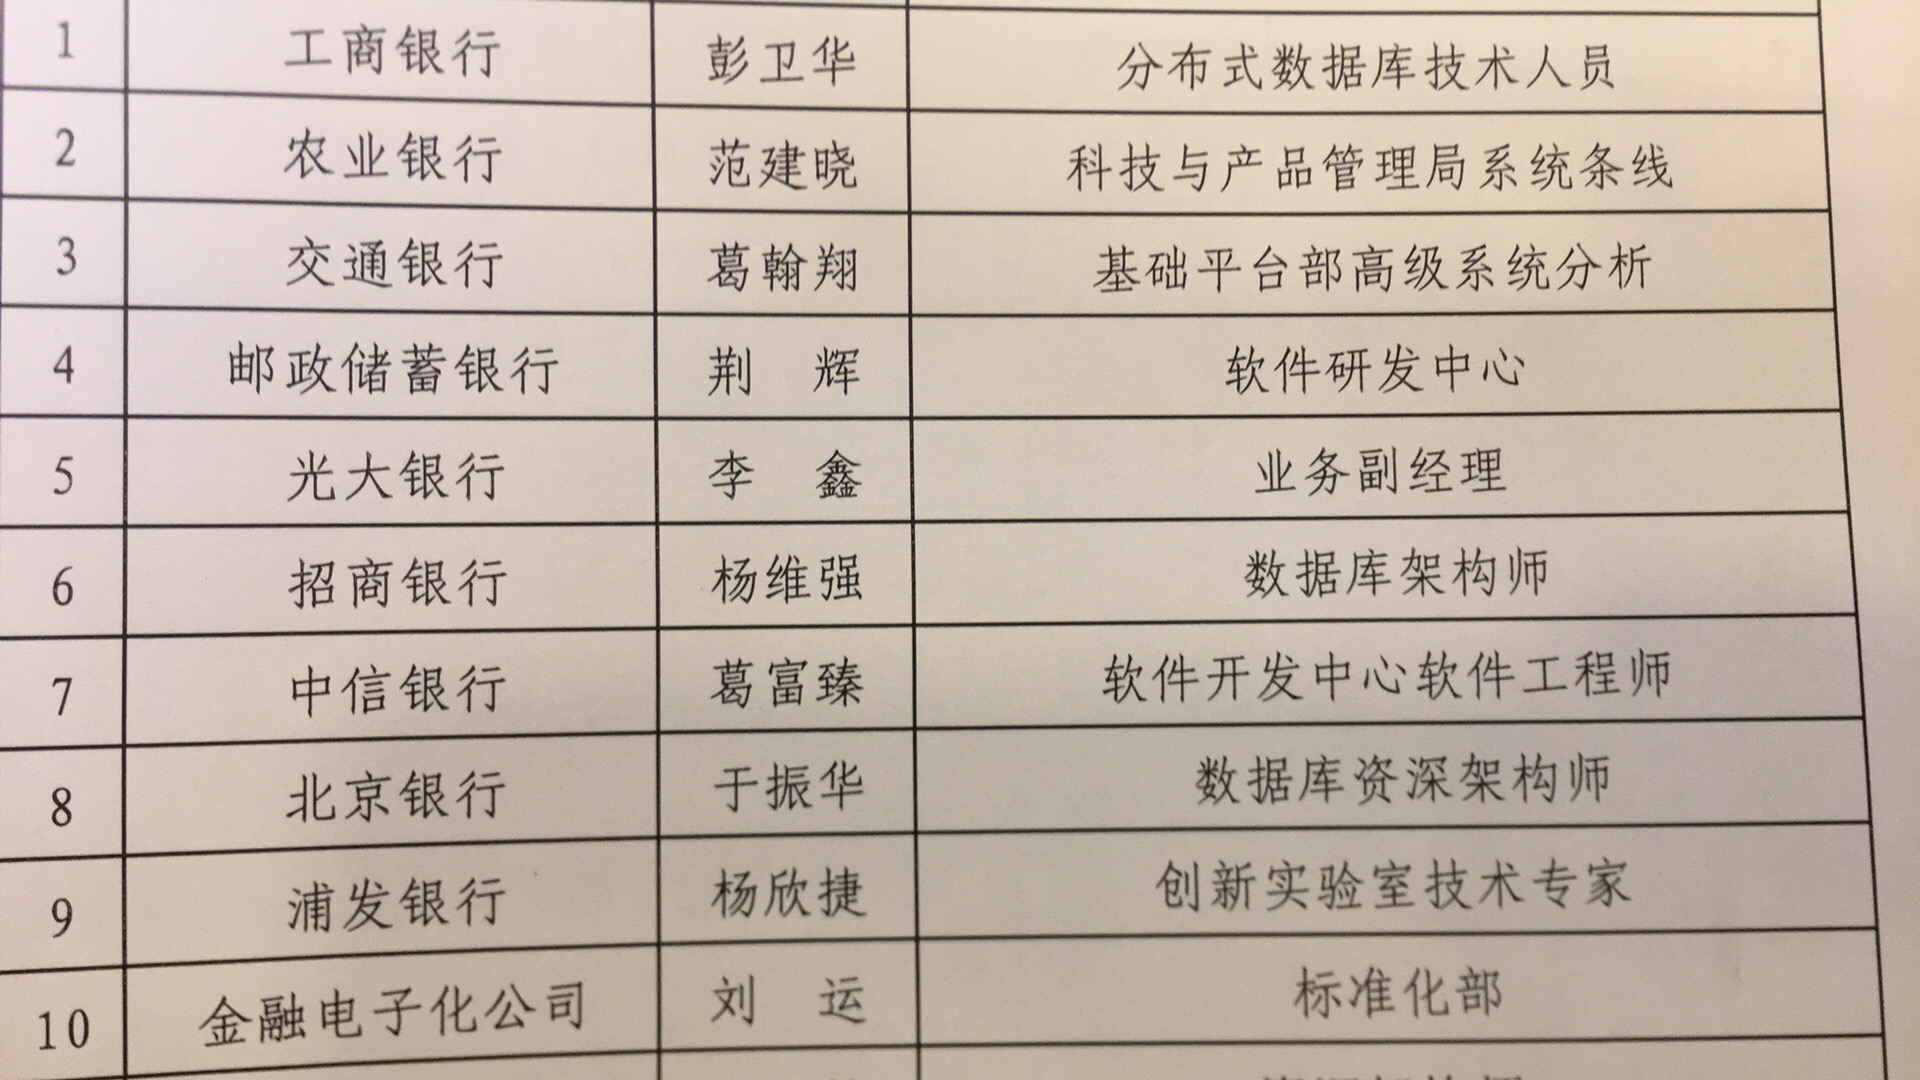 1 工商银行 彭卫华 分布式数据库技术人员
2 农业银行 范建晓 科技与产品管理局系统条线
3 交通银行 葛翰翔 基础平台部高级系统分析
4 邮政储蓄银行 荆 辉 软件研发中心
5 光大银行 李 鑫 业务副经理
6 招商银行 杨维强 数据库架构师
7 中信银行 葛富臻 软件开发中心软件工程师
8 北京银行 于振华 数据库资深架构师
9 浦发银行 杨欣捷 创新实验室技术专家
10 金融电子化公司 刘 运 标准化部